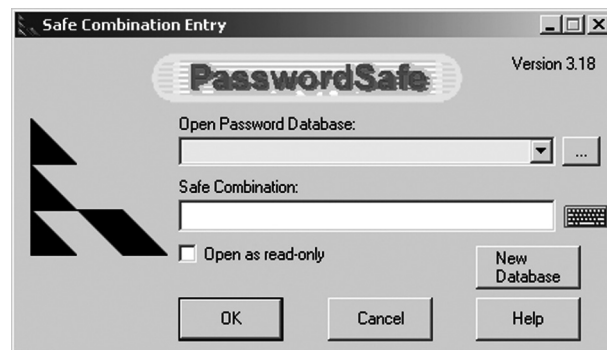 Safe Combination Entry
PasswordSafe
Version 3.18
Open Password Database:
...
Safe Combination:
Open as read-only
New
Database
OK
Cancel
Help